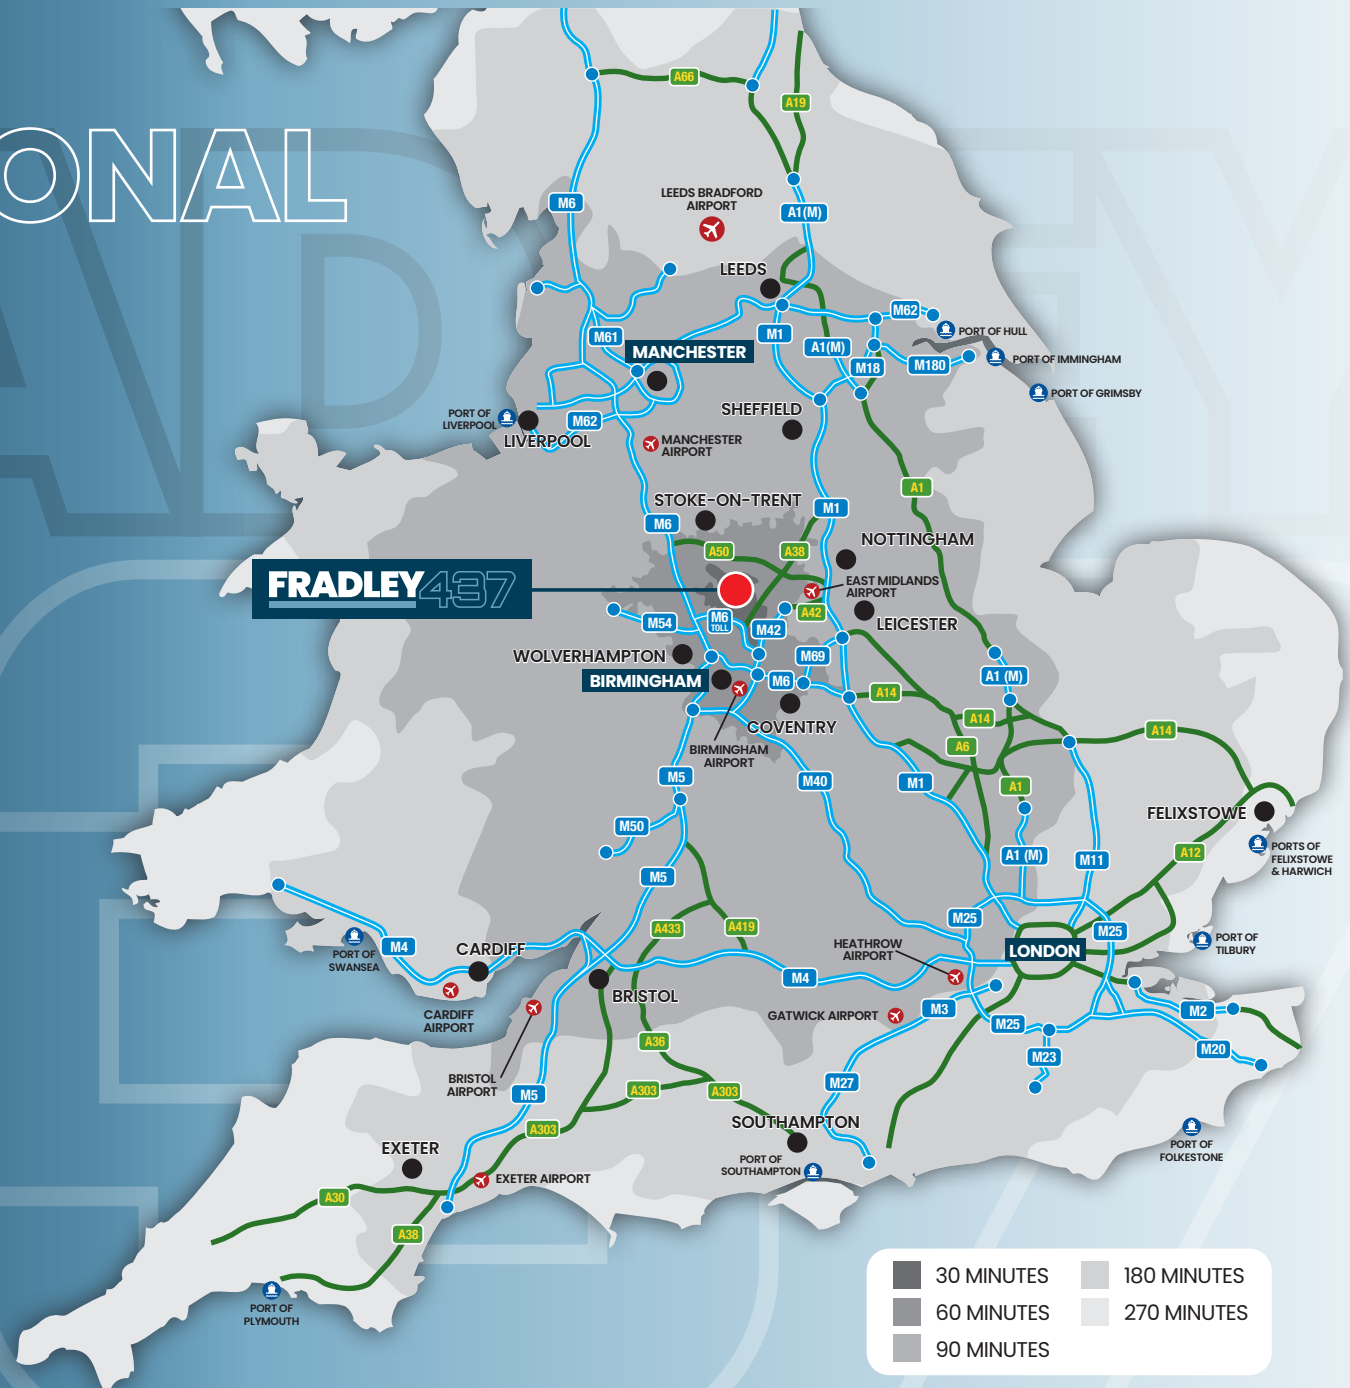 A66
A19
ONAL
M6
LEEDS BRADFORD
AIRPORT
A1(M)
LEEDS
M62
M61
M1
A1(M)
PORT OF HULL
MANCHESTER
M18
M180
PORT OF IMMINGHAM
PORT OF GRIMSBY
SHEFFIELD
PORT OF
LIVERPOOL
M62
LIVERPOOL
MANCHESTER
AIRPORT
A1
STOKE-ON-TRENT
M1
M6
NOTTINGHAM
A50
A38
FRADLEY437
EAST MIDLANDS
AIRPORT
A42
M54
M6
TOLL
M42
LEICESTER
WOLVERHAMPTON
M69
BIRMINGHAM
M6
A1 (M)
A14
COVENTRY
A14
A14
A6
BIRMINGHAM
AIRPORT
M5
M40
M1
A1
FELIXSTOWE
M50
PORTS OF
FELIXSTOWE
& HARWICH
A12
A1 (M)
M11
M5
M25
A433
A419
M25
M4
CARDIFF
HEATHROW
AIRPORT
LONDON
PORT OF
TILBURY
PORT OF
SWANSEA
M4
BRISTOL
CARDIFF
AIRPORT
GATWICK AIRPORT
M3
M2
M25
A36
M20
M23
BRISTOL
AIRPORT
M5
A303
A303
M27
A303
SOUTHAMPTON
EXETER
PORT OF
FOLKESTONE
PORT OF
SOUTHAMPTON
EXETER AIRPORT
A30
A38
PORT OF
PLYMOUTH
30 MINUTES
60 MINUTES
90 MINUTES
180 MINUTES
270 MINUTES